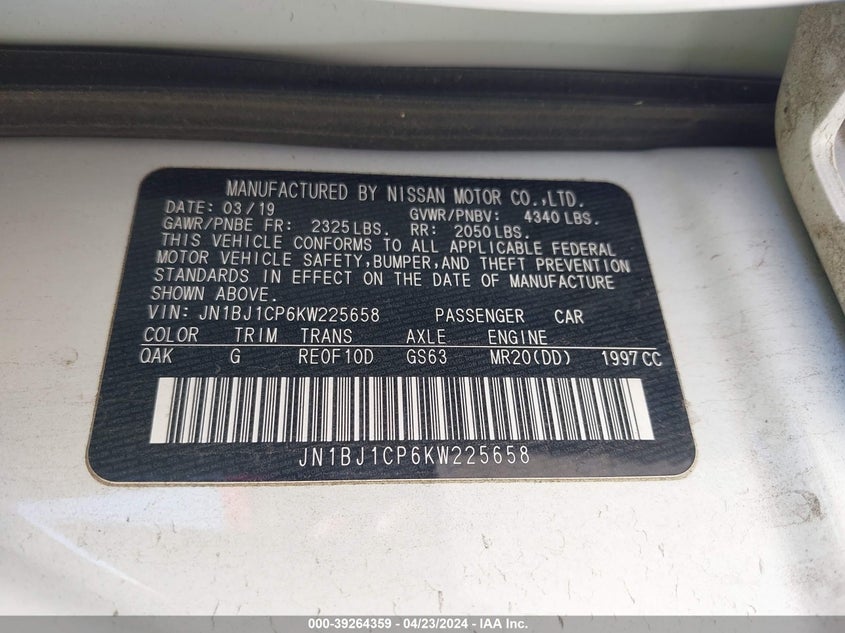 MANUFACTURED BY NISSAN MOTOR CO.,LTD.
DATE: 03/19 GVWR/PNBV: 4340 LBS.
GAWR/PNBE FR: 2325LBS. RR: 2050LBS.
THIS VEHICLE CONFORMS TO ALL APPLICABLE FEDERAL
MOTOR VEHICLE SAFETY,BUMPER,AND THEFT PREVENTION
STANDARDS IN EFFECT ON THE DATE OF MANUFACTURE
SHOWN ABOVE.
VIN: JN1BJ1CP6KW225658 PASSENGER CAR
COLOR TRIM TRANS AXLE ENGINE
QAK G RE0F10D GS63 MR20(DD) 1997CC
JN1BJ1CP6KW225658
000-39264359 - 04/23/2024 - IAA Inc.